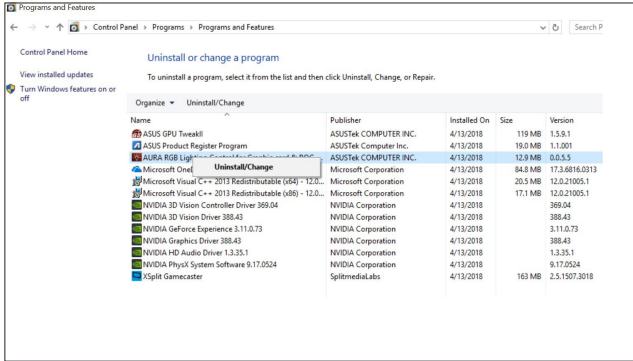 Programs and Features
Control Panel > Programs > Programs and Features
Search P
Control Panel Home
View installed updates
Turn Windows features on or off
Uninstall or change a program
To uninstall a program, select it from the list and then click Uninstall, Change, or Repair.
Organize Uninstall/Change
Name Publisher Installed On Size Version
ASUS GPU TweakII ASUSTek COMPUTER INC. 4/13/2018 119 MB 1.5.9.1
ASUS Product Register Program ASUSTek Computer Inc. 4/13/2018 19.0 MB 1.1.001
AURA RGB Lighting Control for Graphic card & ROG ... ASUSTek COMPUTER INC. 4/13/2018 12.9 MB 0.0.5.5
Uninstall/Change
Microsoft OneD Microsoft Corporation 4/13/2018 84.8 MB 17.3.6816.0313
Microsoft Visual C++ 2013 Redistributable (x64) - 12.0... Microsoft Corporation 4/13/2018 20.5 MB 12.0.21005.1
Microsoft Visual C++ 2013 Redistributable (x86) - 12.0... Microsoft Corporation 4/13/2018 17.1 MB 12.0.21005.1
NVIDIA 3D Vision Controller Driver 369.04 NVIDIA Corporation 4/13/2018 369.04
NVIDIA 3D Vision Driver 388.43 NVIDIA Corporation 4/13/2018 388.43
NVIDIA GeForce Experience 3.11.0.73 NVIDIA Corporation 4/13/2018 3.11.0.73
NVIDIA Graphics Driver 388.43 NVIDIA Corporation 4/13/2018 388.43
NVIDIA HD Audio Driver 1.3.35.1 NVIDIA Corporation 4/13/2018 1.3.35.1
NVIDIA PhysX System Software 9.17.0524 NVIDIA Corporation 4/13/2018 9.17.0524
XSplit Gamecaster SplitmediaLabs 4/13/2018 163 MB 2.5.1507.3018